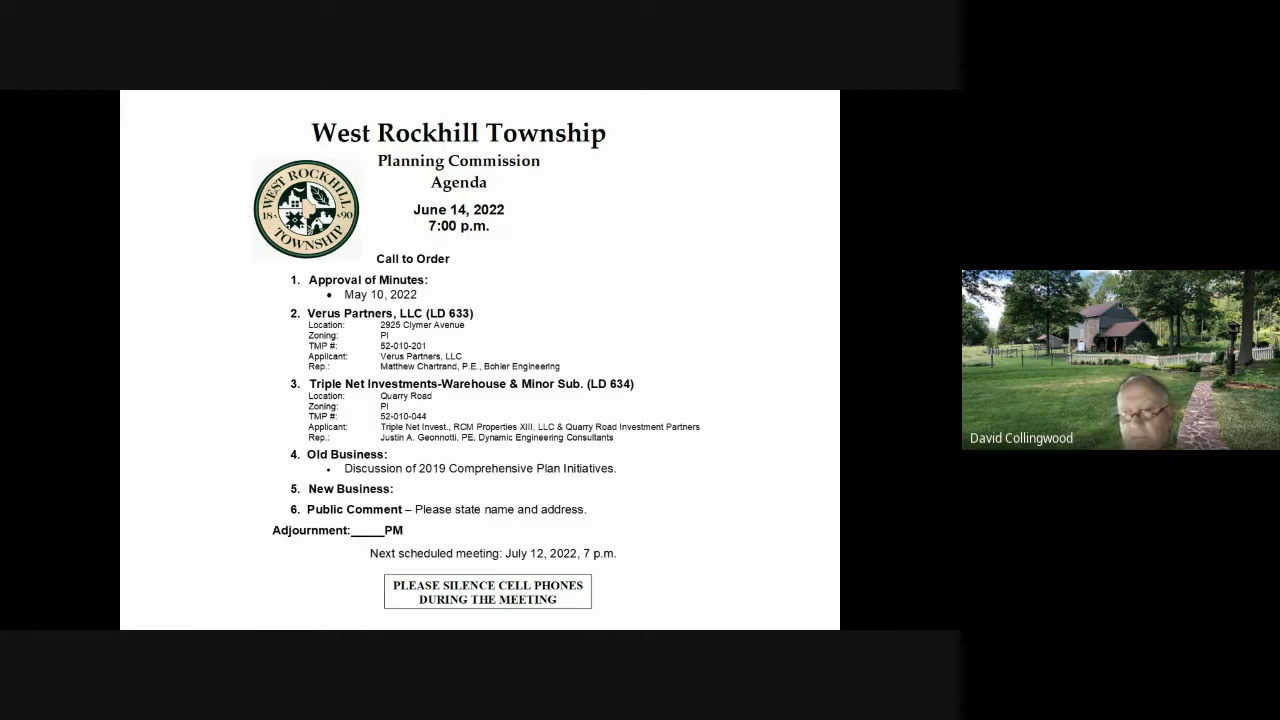 West Rockhill Township
Planning Commission
Agenda
WEST ROCKHILL
18 90
TOWNSHIP
June 14, 2022
7:00 p.m.
Call to Order
1. Approval of Minutes:
• May 10, 2022
2. Verus Partners, LLC (LD 633)
Location: 2925 Clymer Avenue
Zoning: PI
TMP #: 52-010-201
Applicant: Verus Partners, LLC
Rep.: Matthew Chartrand, P.E., Bohler Engineering
3. Triple Net Investments-Warehouse & Minor Sub. (LD 634)
Location: Quarry Road
Zoning: PI
TMP #: 52-010-044
Applicant: Triple Net Invest., RCM Properties XIII, LLC & Quarry Road Investment Partners
Rep.: Justin A. Geonnotti, PE, Dynamic Engineering Consultants
4. Old Business:
• Discussion of 2019 Comprehensive Plan Initiatives.
5. New Business:
6. Public Comment – Please state name and address.
Adjournment:_____PM
Next scheduled meeting: July 12, 2022, 7 p.m.
PLEASE SILENCE CELL PHONES
DURING THE MEETING
David Collingwood